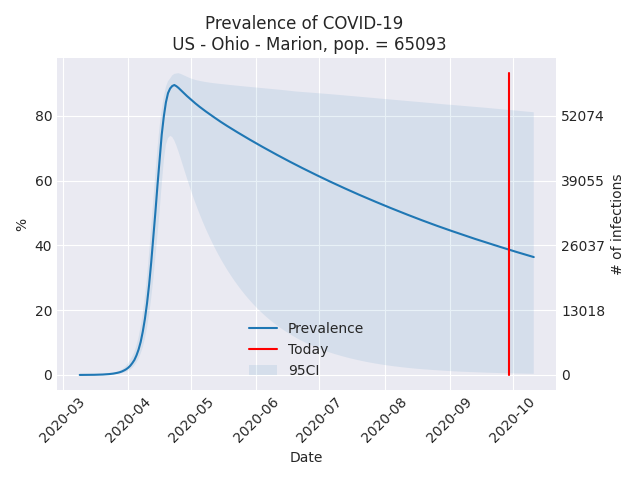 Prevalence of COVID-19
US - Ohio - Marion, pop. = 65093
%
80
60
40
20
0
52074
39055
26037
13018
0
# of infections
Prevalence
Today
95CI
2020-03
2020-04
2020-05
2020-06
2020-07
2020-08
2020-09
2020-10
Date